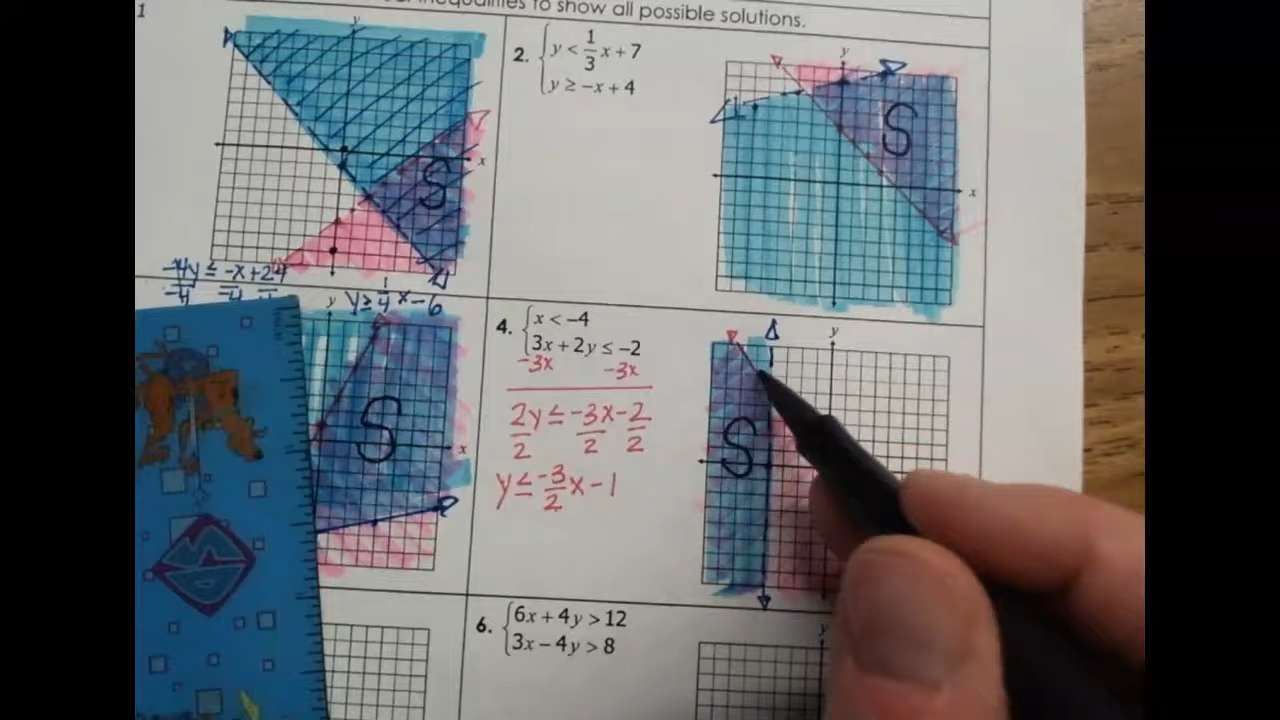 1
inequalities to show all possible solutions.
y
x
S
2. y < 1/3 x + 7
y ≥ -x + 4
y
x
S
-4y ≤ -x + 24
-4 -4
y ≥ 1/4 x - 6
y
x
S
4. x < -4
3x + 2y ≤ -2
-3x -3x
2y ≤ -3x - 2
2 2 2
y ≤ -3/2 x - 1
y
S
6. 6x + 4y > 12
3x - 4y > 8
y